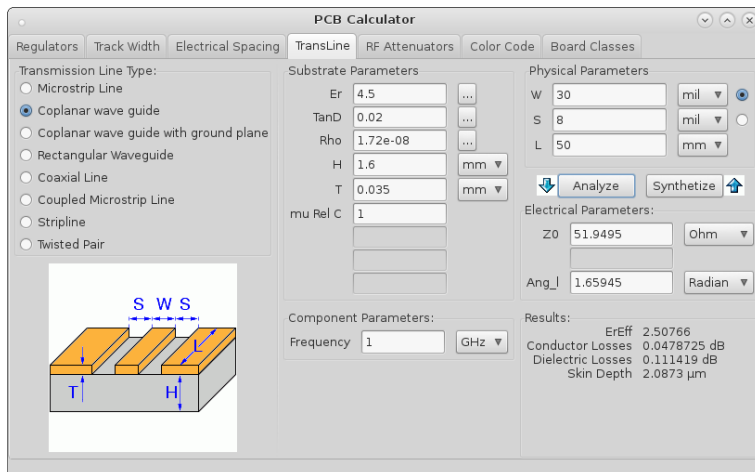 PCB Calculator
Regulators Track Width Electrical Spacing TransLine RF Attenuators Color Code Board Classes
Transmission Line Type:
Microstrip Line
Coplanar wave guide
Coplanar wave guide with ground plane
Rectangular Waveguide
Coaxial Line
Coupled Microstrip Line
Stripline
Twisted Pair
S W S
L
T
H
Substrate Parameters
Er 4.5 ...
TanD 0.02 ...
Rho 1.72e-08 ...
H 1.6 mm
T 0.035 mm
mu Rel C 1
Component Parameters:
Frequency 1 GHz
Physical Parameters
W 30 mil
S 8 mil
L 50 mm
Analyze Synthetize
Electrical Parameters:
Z0 51.9495 Ohm
Ang_l 1.65945 Radian
Results:
ErEff 2.50766
Conductor Losses 0.0478725 dB
Dielectric Losses 0.111419 dB
Skin Depth 2.0873 µm